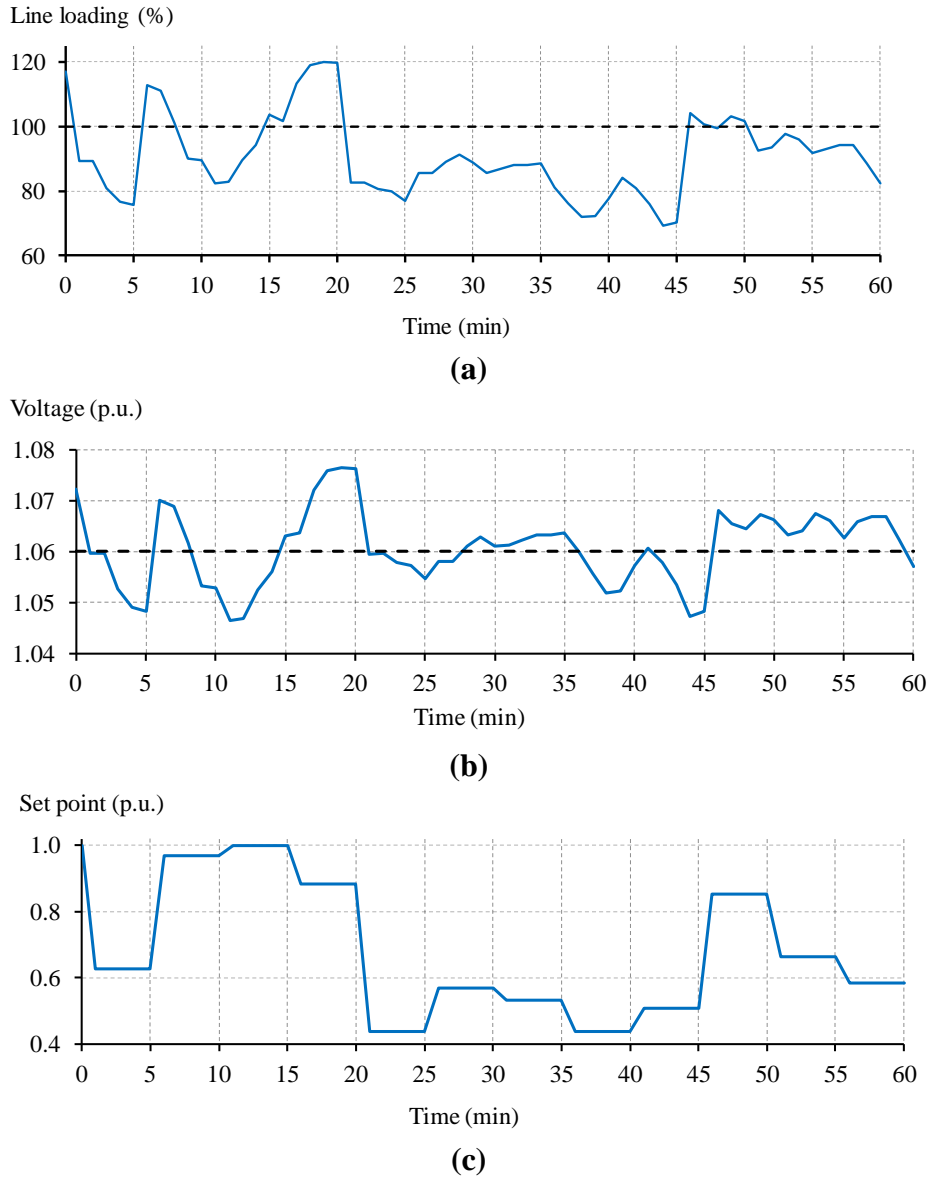 Line loading (%)
120
100
80
60
0 5 10 15 20 25 30 35 40 45 50 55 60
Time (min)
(a)
Voltage (p.u.)
1.08
1.07
1.06
1.05
1.04
0 5 10 15 20 25 30 35 40 45 50 55 60
Time (min)
(b)
Set point (p.u.)
1.0
0.8
0.6
0.4
0 5 10 15 20 25 30 35 40 45 50 55 60
Time (min)
(c)